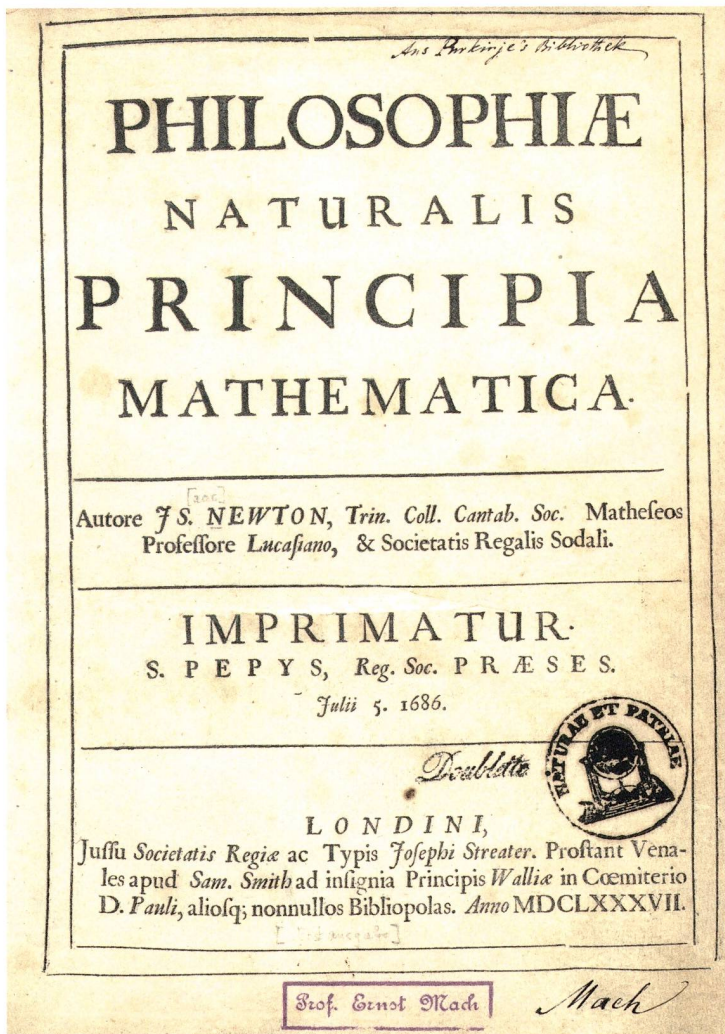 Aus Purkinje's Bibliothek
PHILOSOPHIÆ
NATURALIS
PRINCIPIA
MATHEMATICA.
Autore JS. NEWTON, Trin. Coll. Cantab. Soc. Matheſeos
Profeſſore Lucaſiano, & Societatis Regalis Sodali.
IMPRIMATUR.
S. PEPYS, Reg. Soc. PRÆSES.
Julii 5. 1686.
NATURAE ET PATRIAE
Doublette
LONDINI,
Juſſu Societatis Regiæ ac Typis Joſephi Streater. Proſtant Vena-
les apud Sam. Smith ad inſignia Principis Walliæ in Cœmiterio
D. Pauli, alioſq; nonnullos Bibliopolas. Anno MDCLXXXVII.
Prof. Ernst Mach
Mach